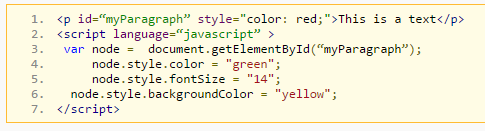 1. <p id=“myParagraph” style="color: red;">This is a text</p>
2. <script language=“javascript” >
3. var node =  document.getElementById(“myParagraph”);
4.     node.style.color = "green";
5.     node.style.fontSize = "14";
6.  node.style.backgroundColor = "yellow";
7. </script>